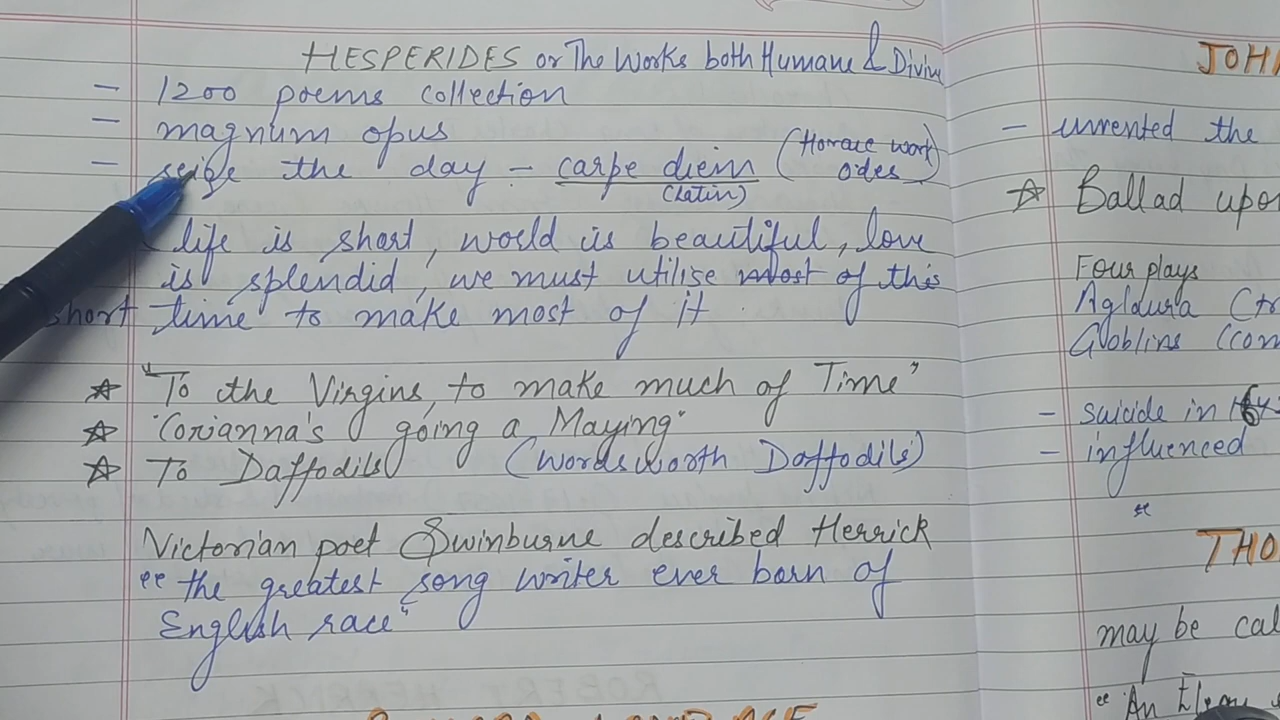 HESPERIDES or The Works both Humane & Divine
- 1200 poems collection
- magnum opus
- seize the day - carpe diem (Horace work odes)
(Latin)
life is short, world is beautiful, love
is splendid, we must utilise most of this
short time to make most of it.
☆ "To the Virgins, to make much of Time"
☆ "Corianna's going a Maying"
☆ To Daffodils (Wordsworth Daffodils)
Victorian poet Swinburne described Herrick
"the greatest song writer ever born of
English race"
JOH
- invented the
☆ Ballad upo
Four plays
Aglaura
Goblins (com
- suicide in
- influenced
THO
may be cal
"An